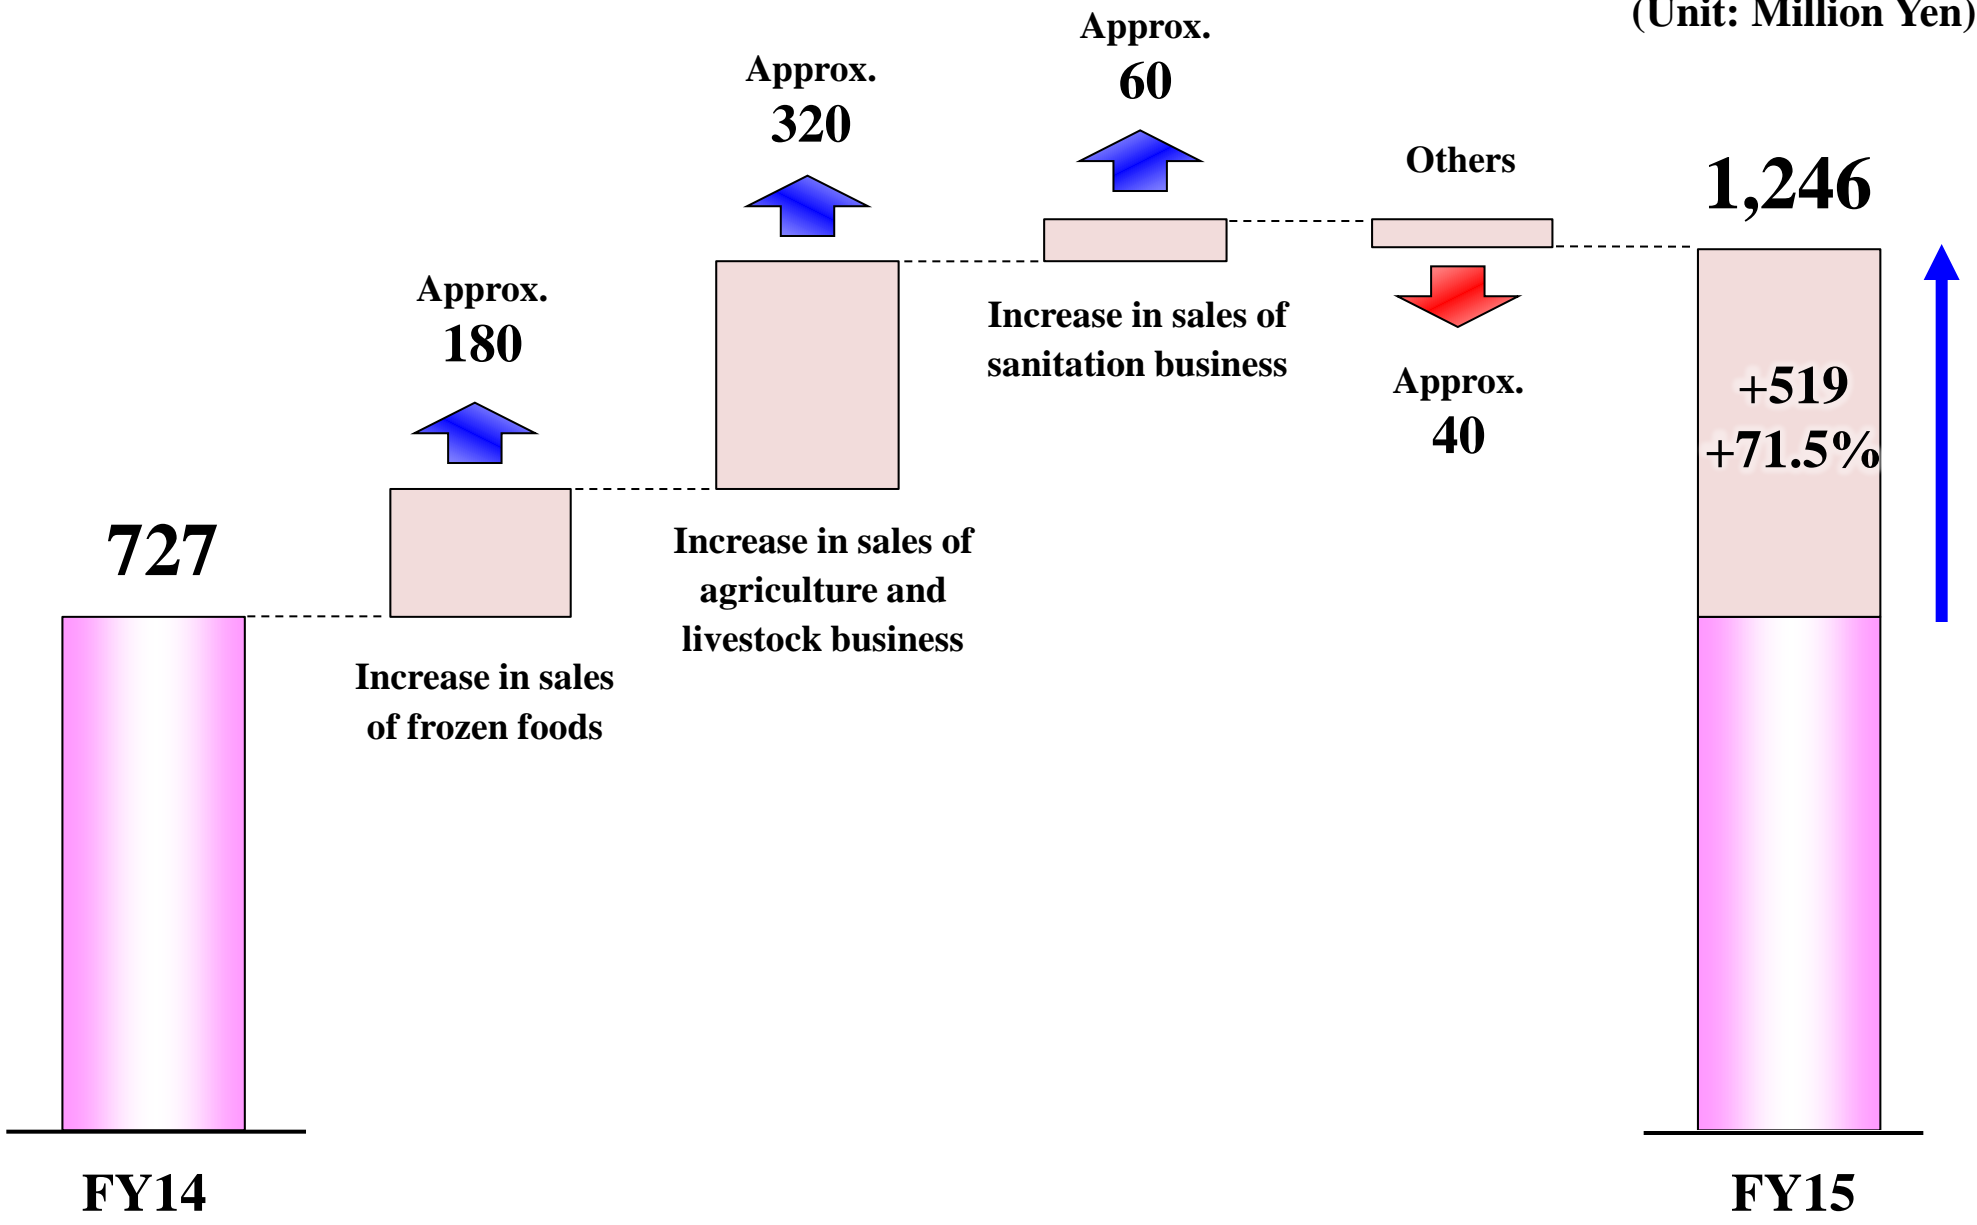 (Unit: Million Yen)
727
Approx.
180
Increase in sales
of frozen foods
Approx.
320
Increase in sales of
agriculture and
livestock business
Approx.
60
Increase in sales of
sanitation business
Others
Approx.
40
1,246
+519
+71.5%
FY14
FY15